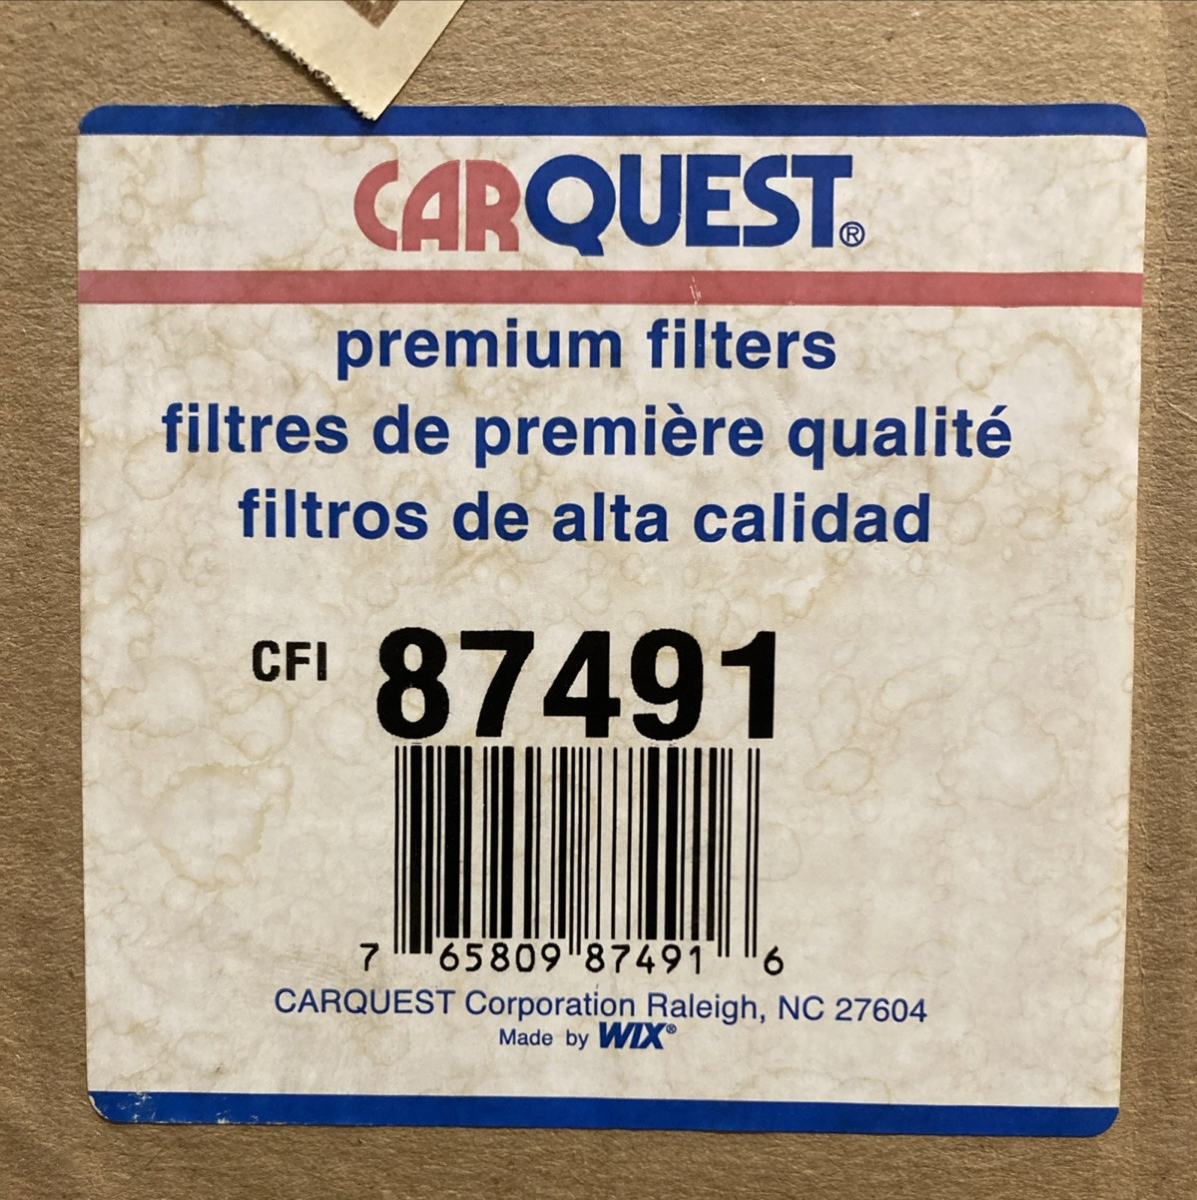 CARQUEST®
premium filters
filtres de première qualité
filtros de alta calidad
CFI 87491
7 65809 87491 6
CARQUEST Corporation Raleigh, NC 27604
Made by WIX®